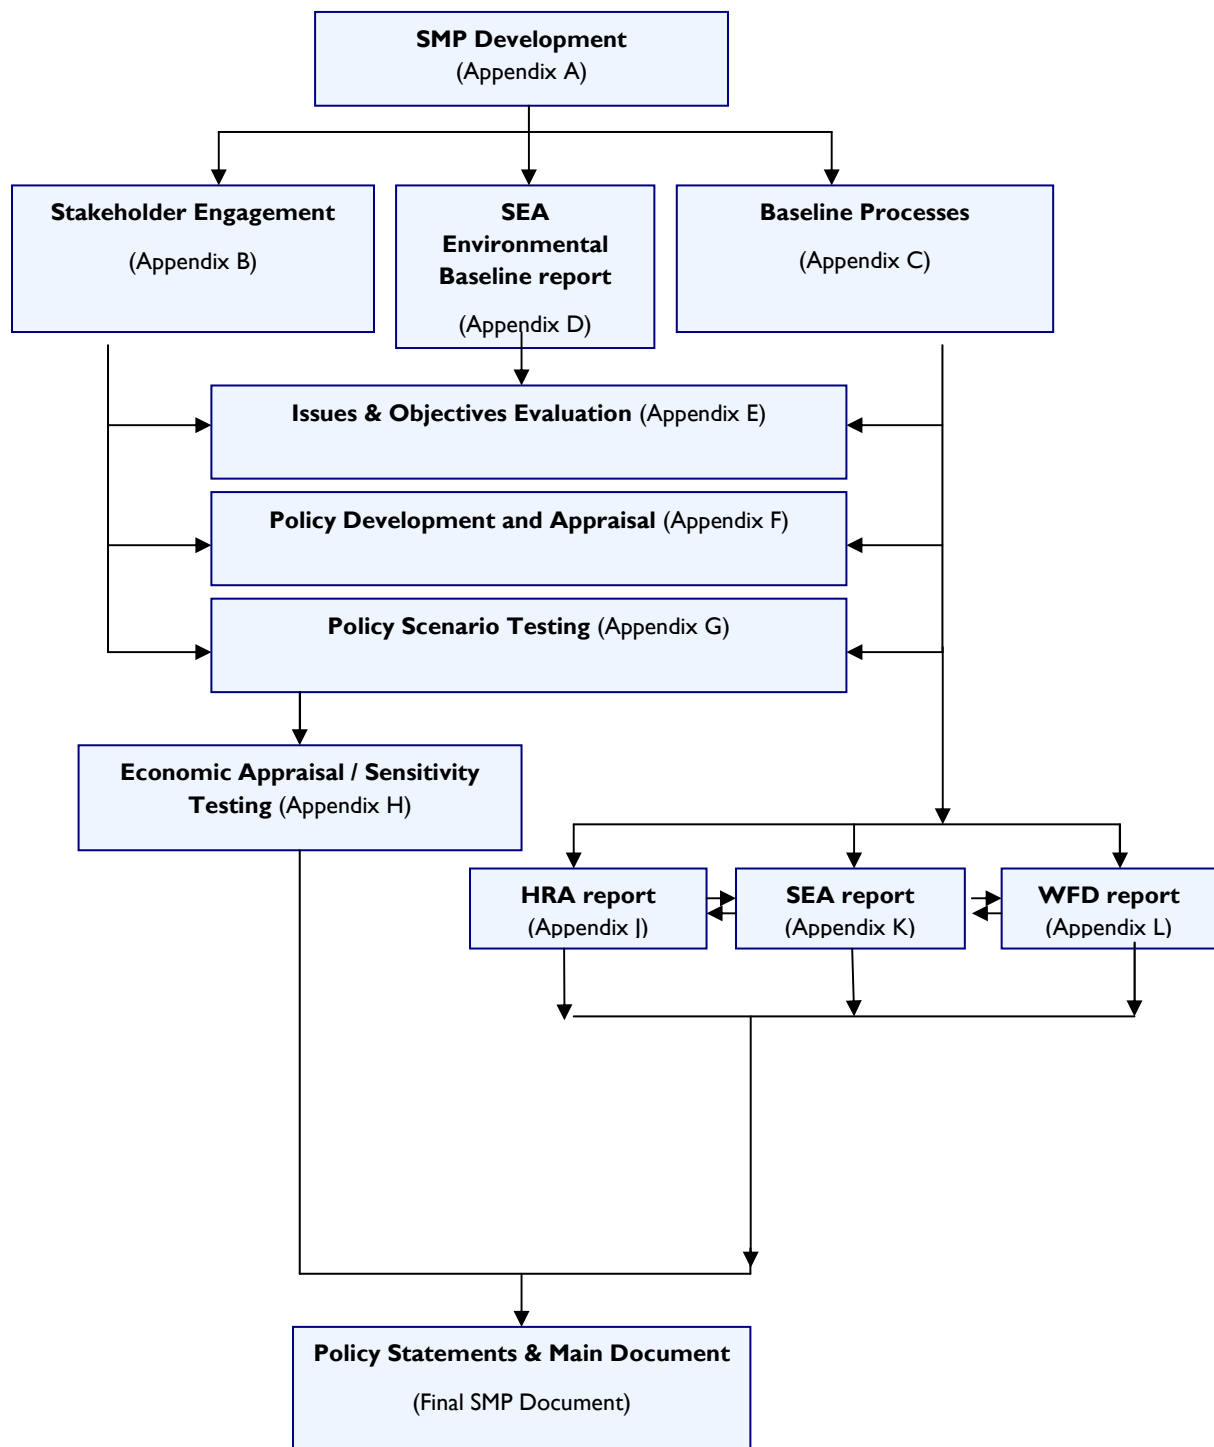 SMP Development
(Appendix A)
Stakeholder Engagement
(Appendix B)
SEA
Environmental
Baseline report
(Appendix D)
Baseline Processes
(Appendix C)
Issues & Objectives Evaluation (Appendix E)
Policy Development and Appraisal (Appendix F)
Policy Scenario Testing (Appendix G)
Economic Appraisal / Sensitivity
Testing (Appendix H)
HRA report
(Appendix J)
SEA report
(Appendix K)
WFD report
(Appendix L)
Policy Statements & Main Document
(Final SMP Document)